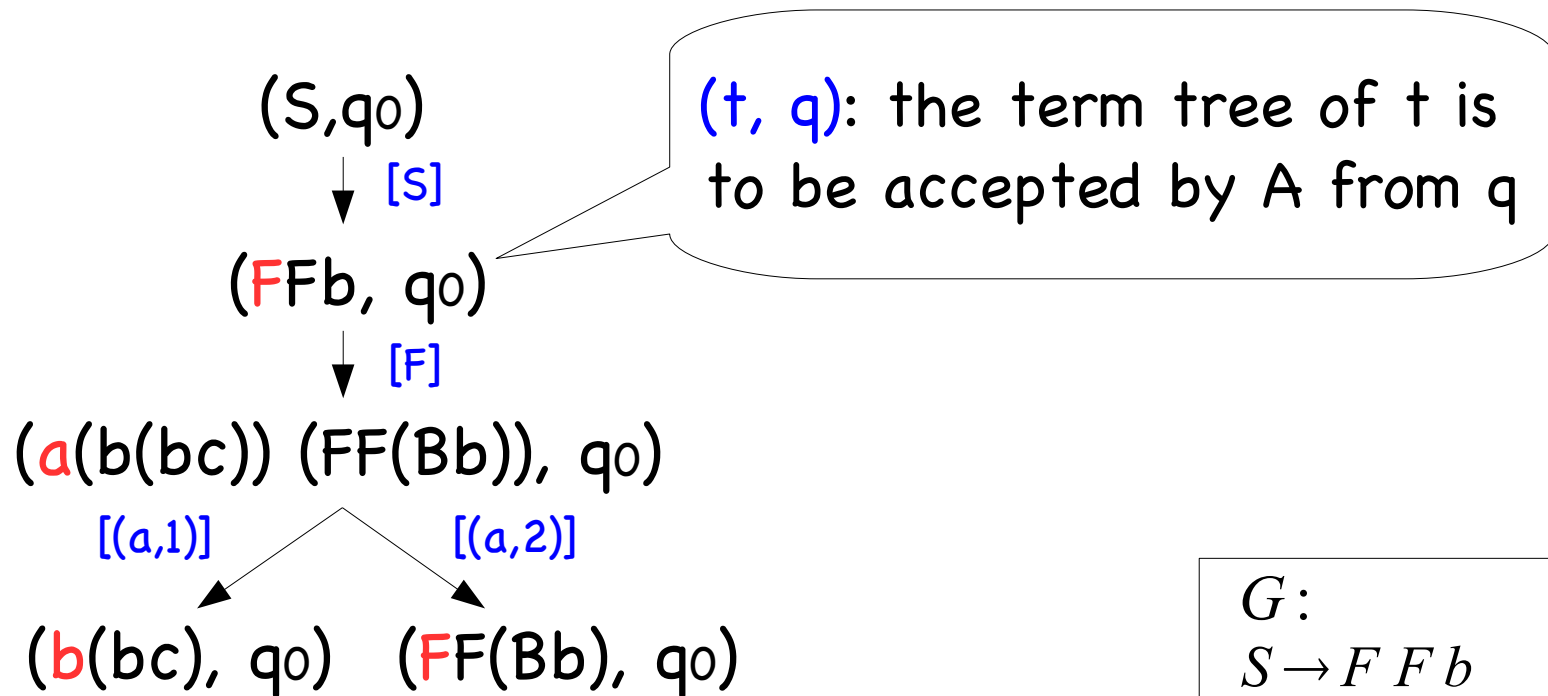 (S,q0)
[S]
(t, q): the term tree of t is
to be accepted by A from q
(FFb, q0)
[F]
(a(b(bc)) (FF(Bb)), q0)
[(a,1)] [(a,2)]
(b(bc), q0) (FF(Bb), q0)
G:
S→F F b